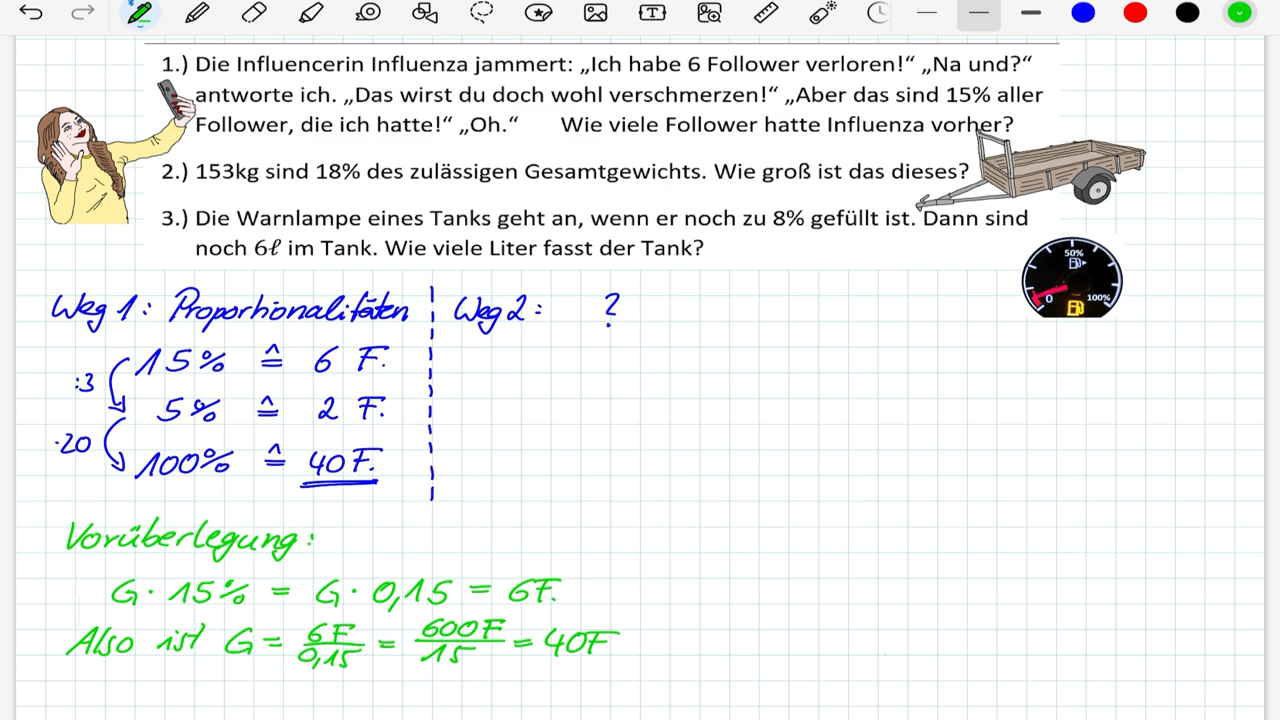 1.) Die Influencerin Influenza jammert: „Ich habe 6 Follower verloren!“ „Na und?“
antworte ich. „Das wirst du doch wohl verschmerzen!“ „Aber das sind 15% aller
Follower, die ich hatte!“ „Oh.“ Wie viele Follower hatte Influenza vorher?
2.) 153kg sind 18% des zulässigen Gesamtgewichts. Wie groß ist das dieses?
3.) Die Warnlampe eines Tanks geht an, wenn er noch zu 8% gefüllt ist. Dann sind
noch 6ℓ im Tank. Wie viele Liter fasst der Tank?
50%
0 100%
Weg 1: Proportionalitäten
15% ≙ 6 F.
:3
5% ≙ 2 F.
·20
100% ≙ 40F.
Weg 2: ?
Vorüberlegung:
G · 15% = G · 0,15 = 6F.
Also ist G = 6F/0,15 = 600F/15 = 40F